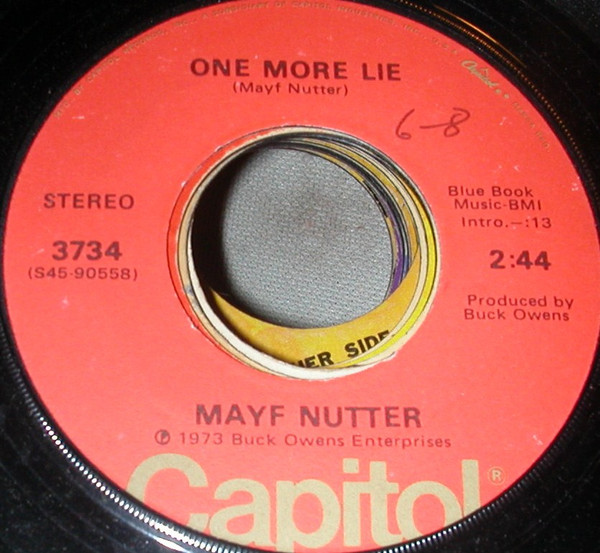 ONE MORE LIE
(Mayf Nutter)
6-8
STEREO
3734
(S45-90558)
Blue Book
Music-BMI
Intro.-:13
2:44
Produced by
Buck Owens
HER SIDE
MAYF NUTTER
℗ 1973 Buck Owens Enterprises
Capitol®